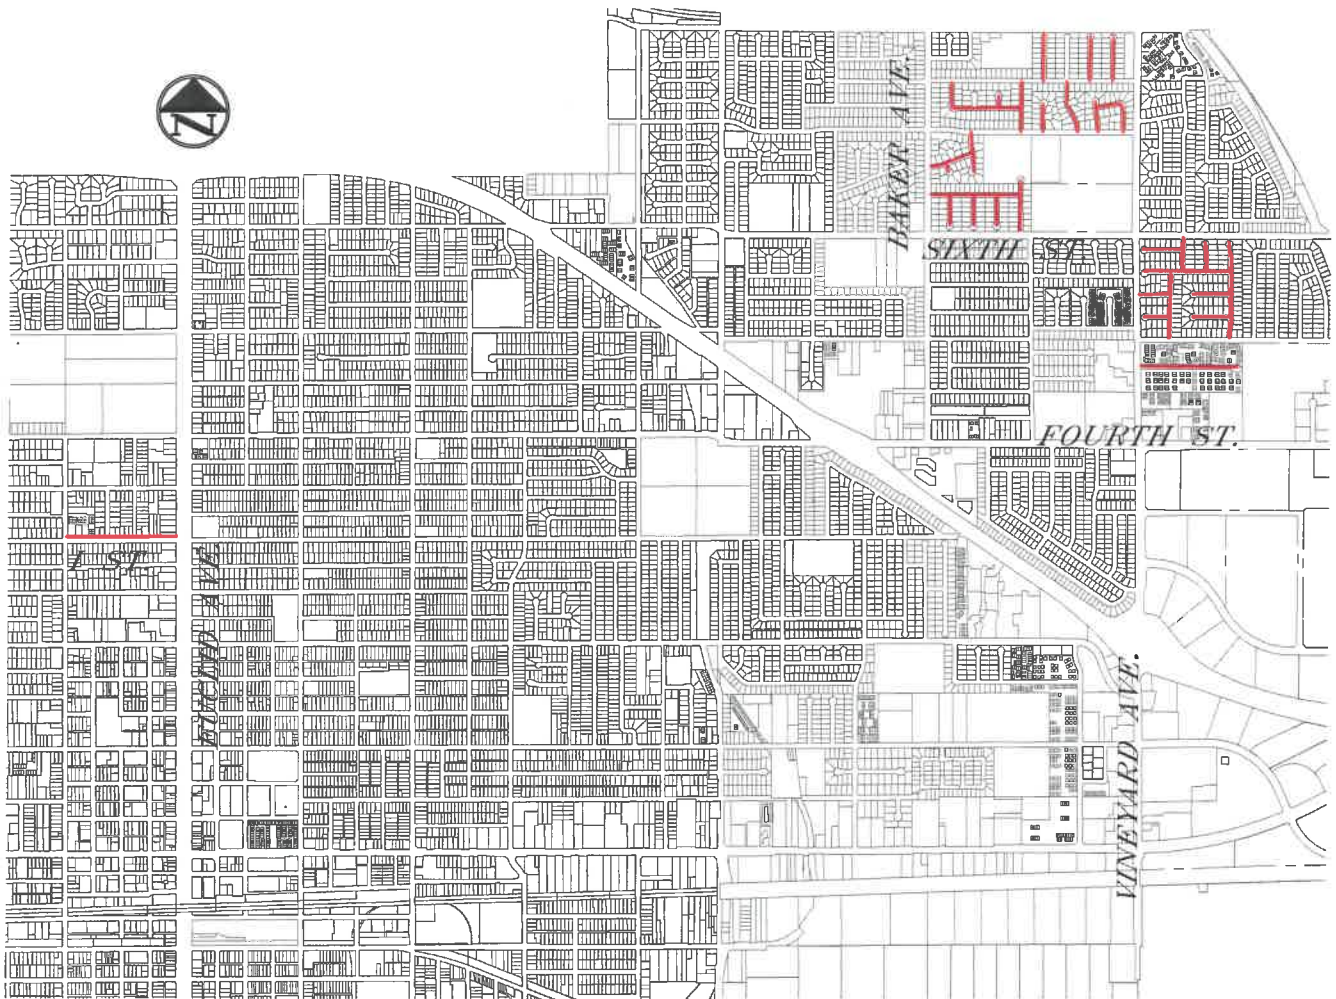 N
BAKER AVE.
SIXTH ST.
FOURTH ST.
I ST.
EUCLID AVE.
VINEYARD AVE.